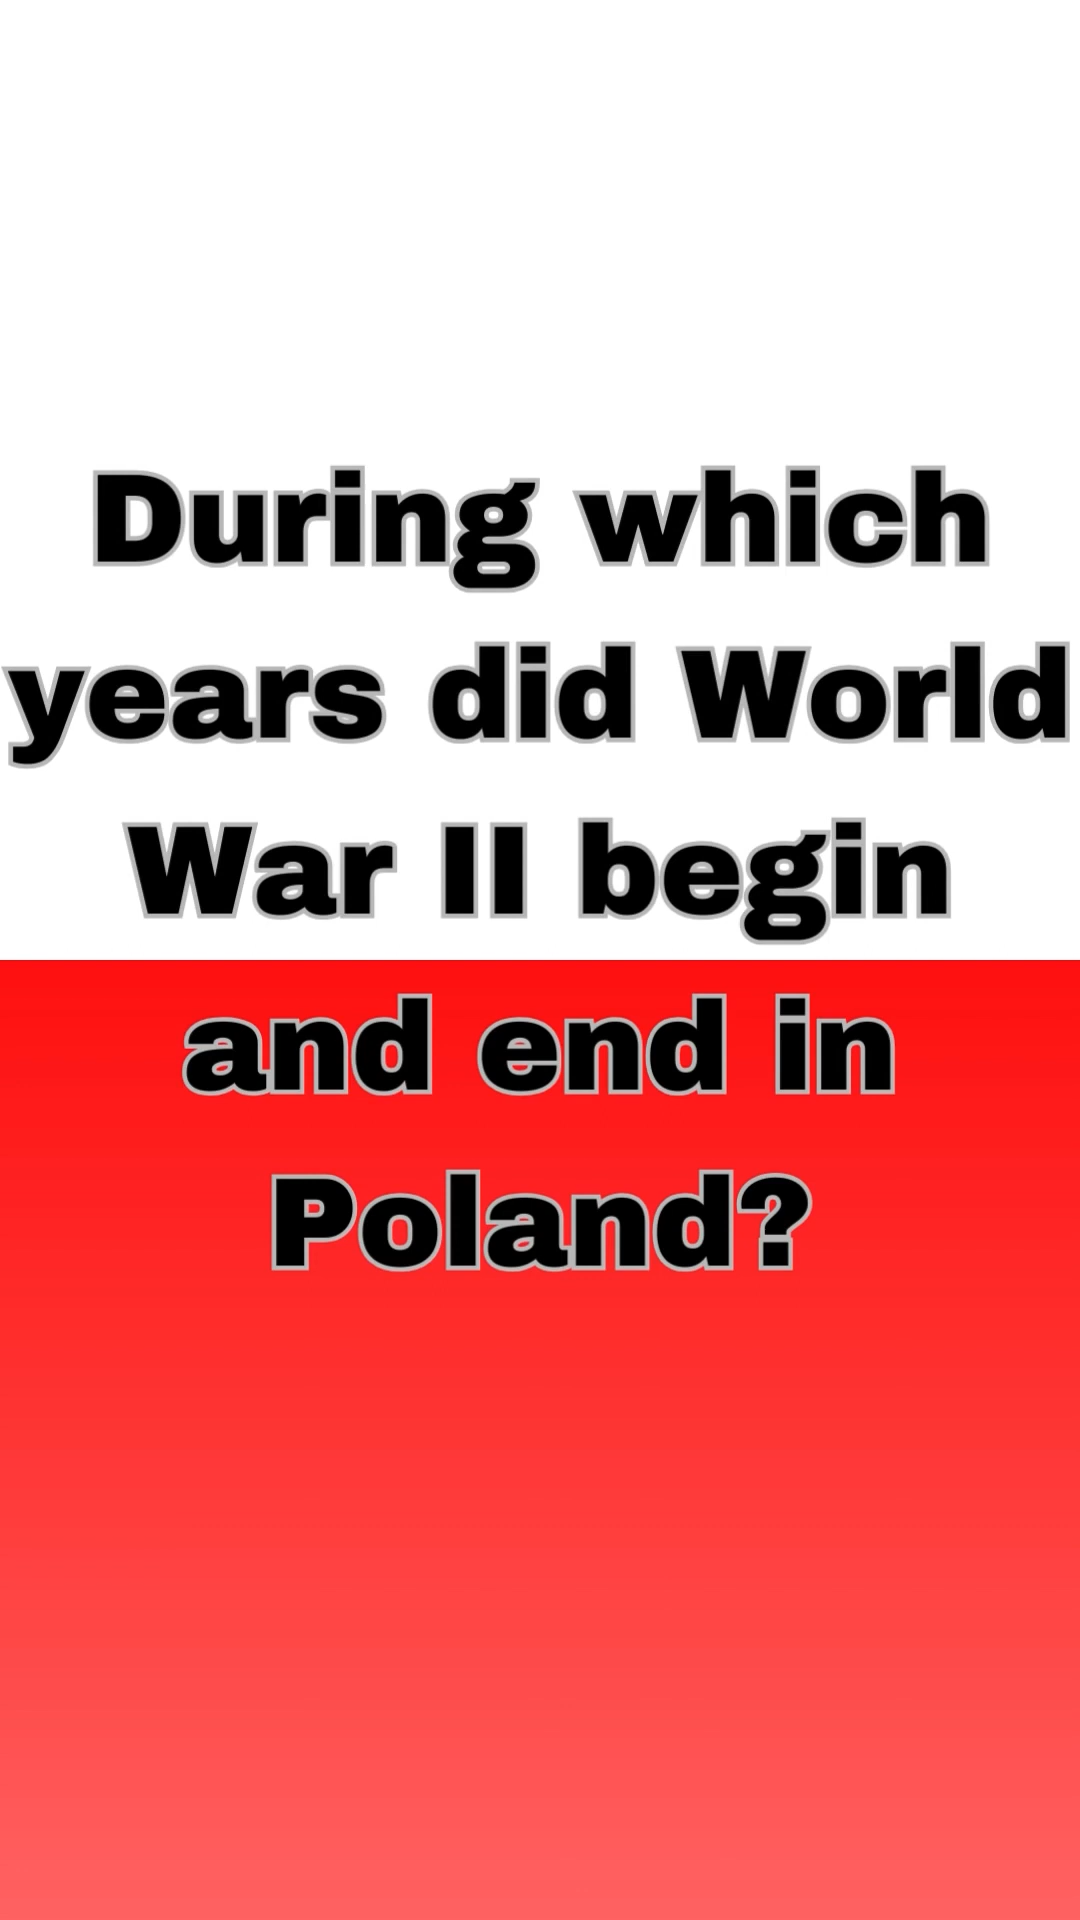 During which
years did World
War II begin
and end in
Poland?